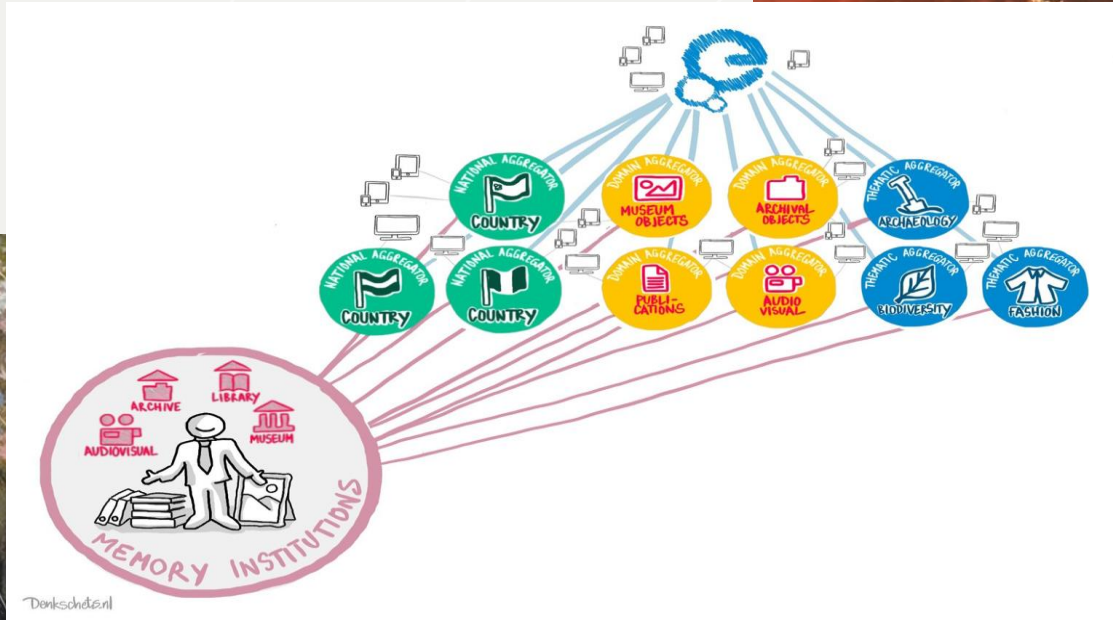 NATIONAL AGGREGATOR
COUNTRY
DOMAIN AGGREGATOR
MUSEUM
OBJECTS
DOMAIN AGGREGATOR
ARCHIVAL
OBJECTS
THEMATIC AGGREGATOR
ARCHAEOLOGY
NATIONAL AGGREGATOR
COUNTRY
NATIONAL AGGREGATOR
COUNTRY
DOMAIN AGGREGATOR
PUBLI-
CATIONS
DOMAIN AGGREGATOR
AUDIO
VISUAL
THEMATIC AGGREGATOR
BIODIVERSITY
THEMATIC AGGREGATOR
FASHION
ARCHIVE
LIBRARY
AUDIOVISUAL
MUSEUM
MEMORY INSTITUTIONS
Denkschets.nl